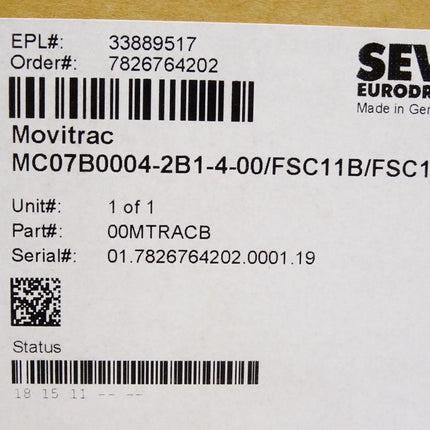 EPL#: 33889517
Order#: 7826764202
EURODR
Made in Ger
Movitrac
MC07B0004-2B1-4-00/FSC11B/FSC1
Unit#: 1 of 1
Part#: 00MTRACB
Serial#: 01.7826764202.0001.19
Status
18 15 11 -- --